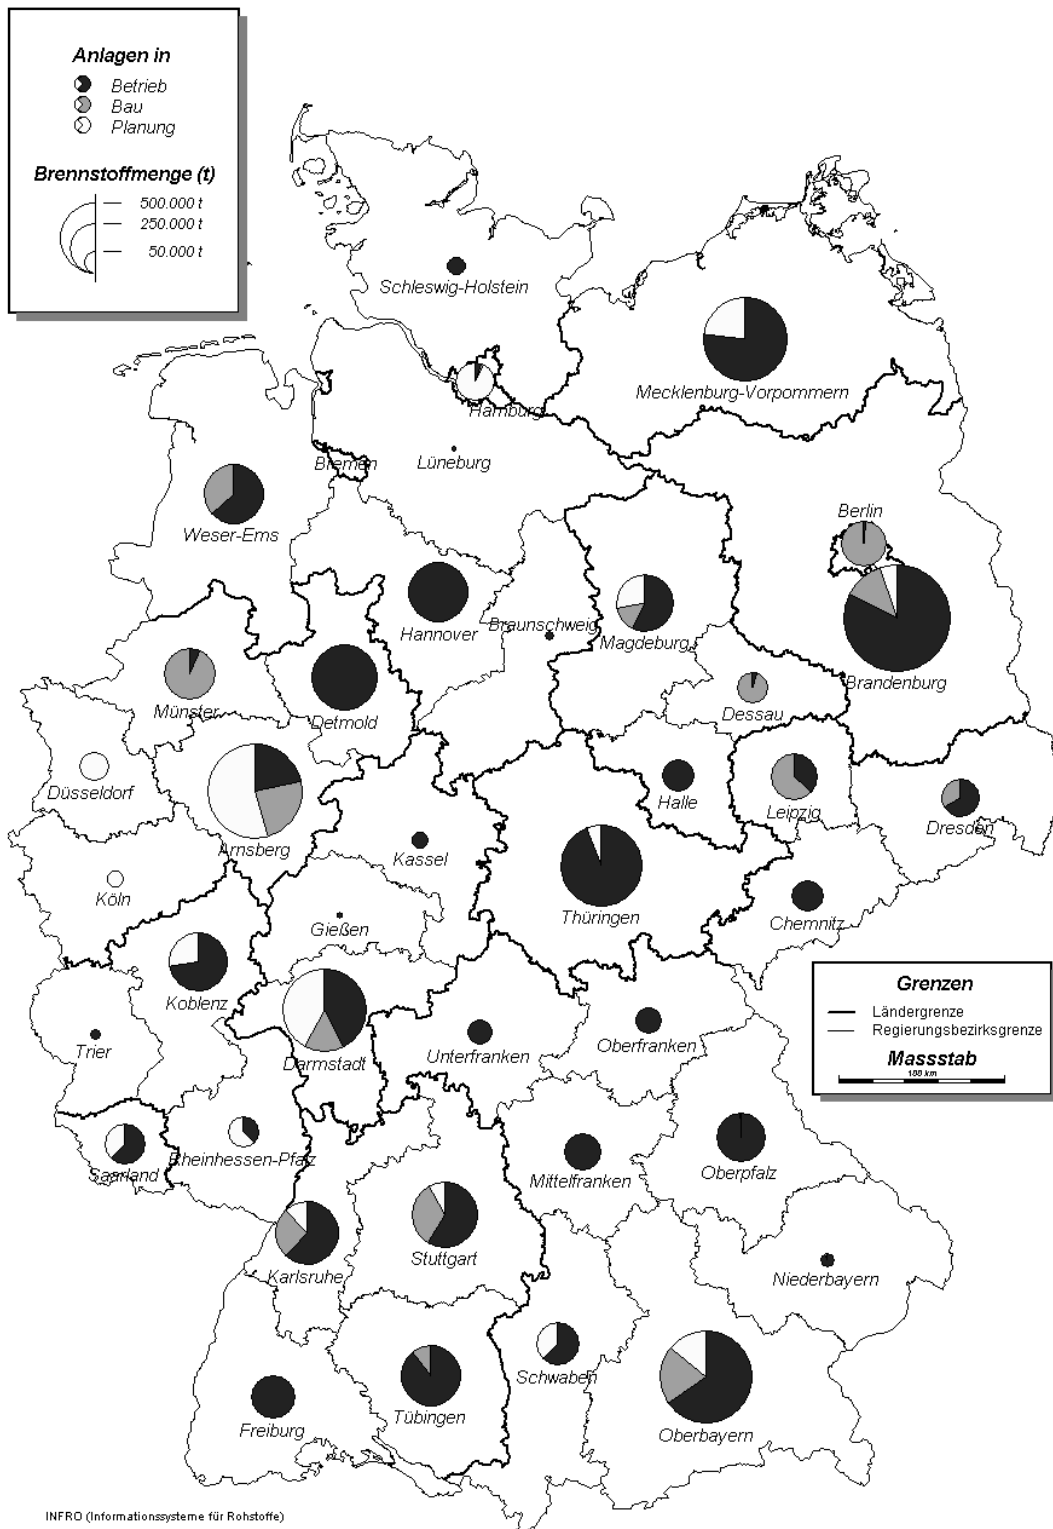 Anlagen in
Betrieb
Bau
Planung
Brennstoffmenge (t)
500.000 t
250.000 t
50.000 t
Schleswig-Holstein
Mecklenburg-Vorpommern
Hamburg
Bremen
Lüneburg
Weser-Ems
Berlin
Hannover
Braunschweig
Magdeburg
Brandenburg
Münster
Detmold
Dessau
Düsseldorf
Arnsberg
Halle
Leipzig
Dresden
Kassel
Köln
Thüringen
Chemnitz
Gießen
Koblenz
Trier
Darmstadt
Unterfranken
Oberfranken
Grenzen
Ländergrenze
Regierungsbezirksgrenze
Massstab
100 km
Saarland
Rheinhessen-Pfalz
Mittelfranken
Oberpfalz
Karlsruhe
Stuttgart
Niederbayern
Schwaben
Freiburg
Tübingen
Oberbayern
INFRO (Informationssysteme für Rohstoffe)